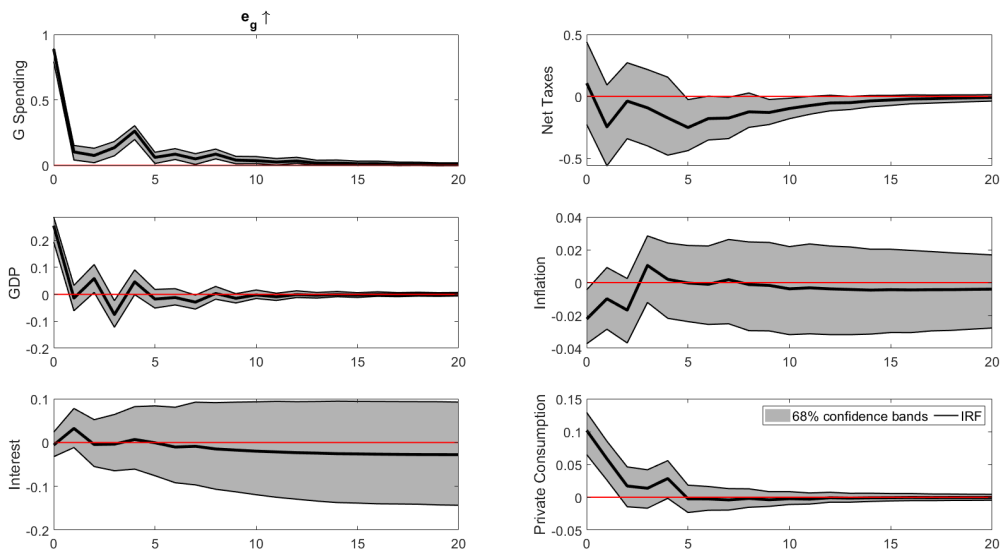 e_g ↑
G Spending
1
0.5
0
0 5 10 15 20
Net Taxes
0.5
0
-0.5
0 5 10 15 20
GDP
0.2
0.1
0
-0.1
-0.2
0 5 10 15 20
Inflation
0.04
0.02
0
-0.02
-0.04
0 5 10 15 20
Interest
0.1
0
-0.1
-0.2
0 5 10 15 20
Private Consumption
0.15
0.1
0.05
0
-0.05
0 5 10 15 20
68% confidence bands IRF